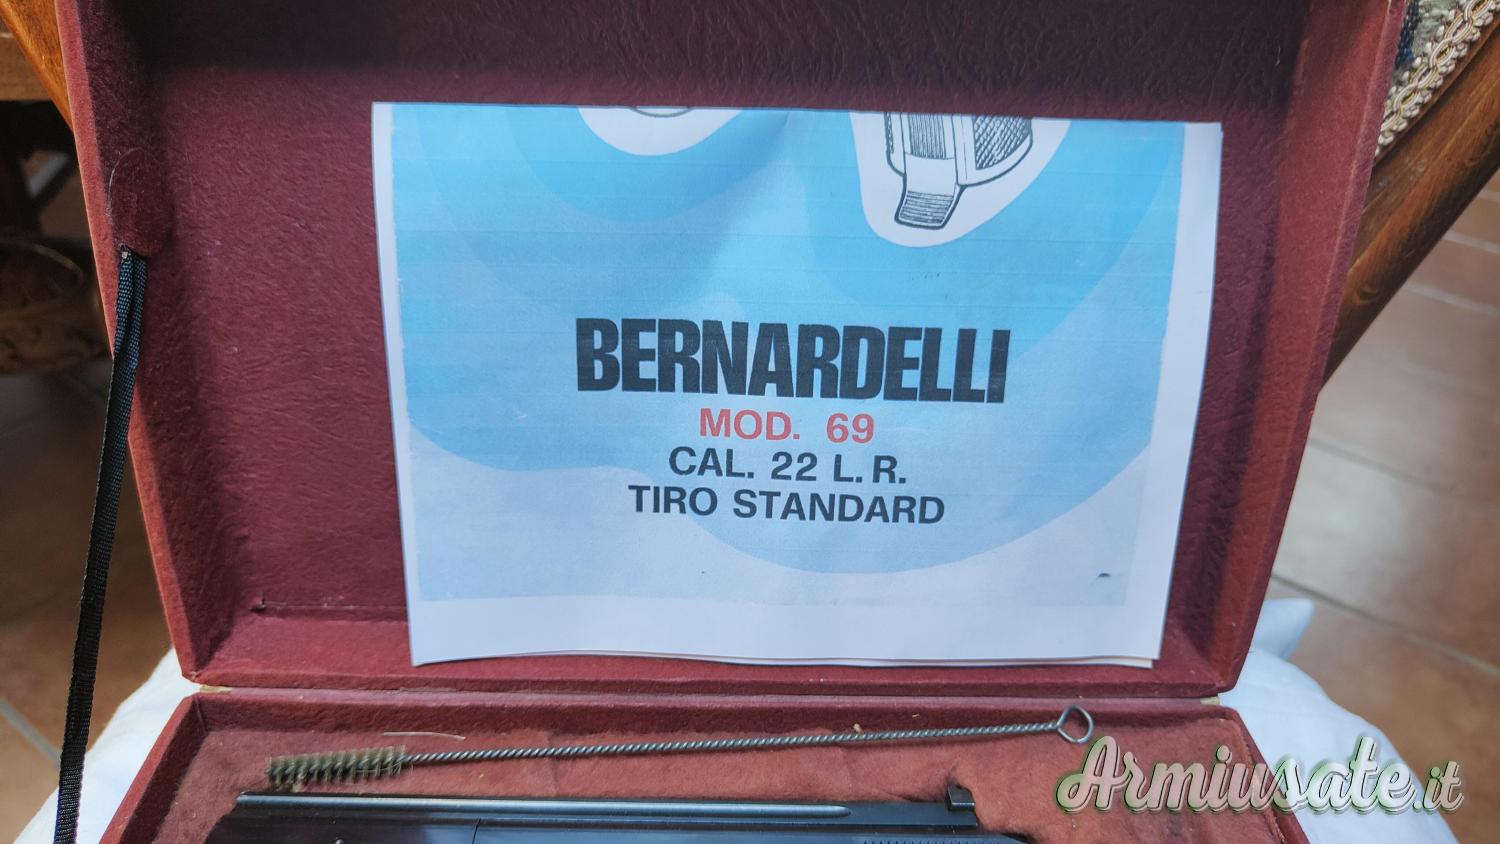 BERNARDELLI
MOD. 69
CAL. 22 L.R.
TIRO STANDARD
Armiusate.it